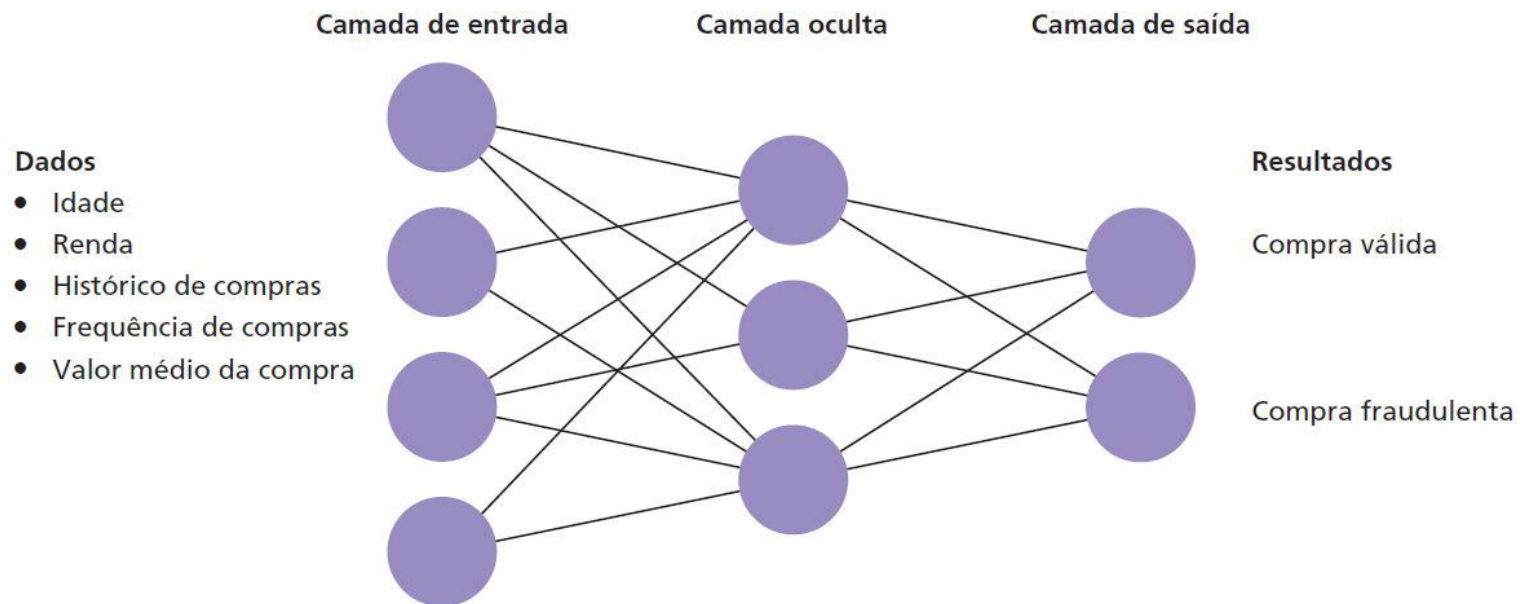 Camada de entrada
Camada oculta
Camada de saída
Dados
• Idade
• Renda
• Histórico de compras
• Frequência de compras
• Valor médio da compra
Resultados
Compra válida
Compra fraudulenta